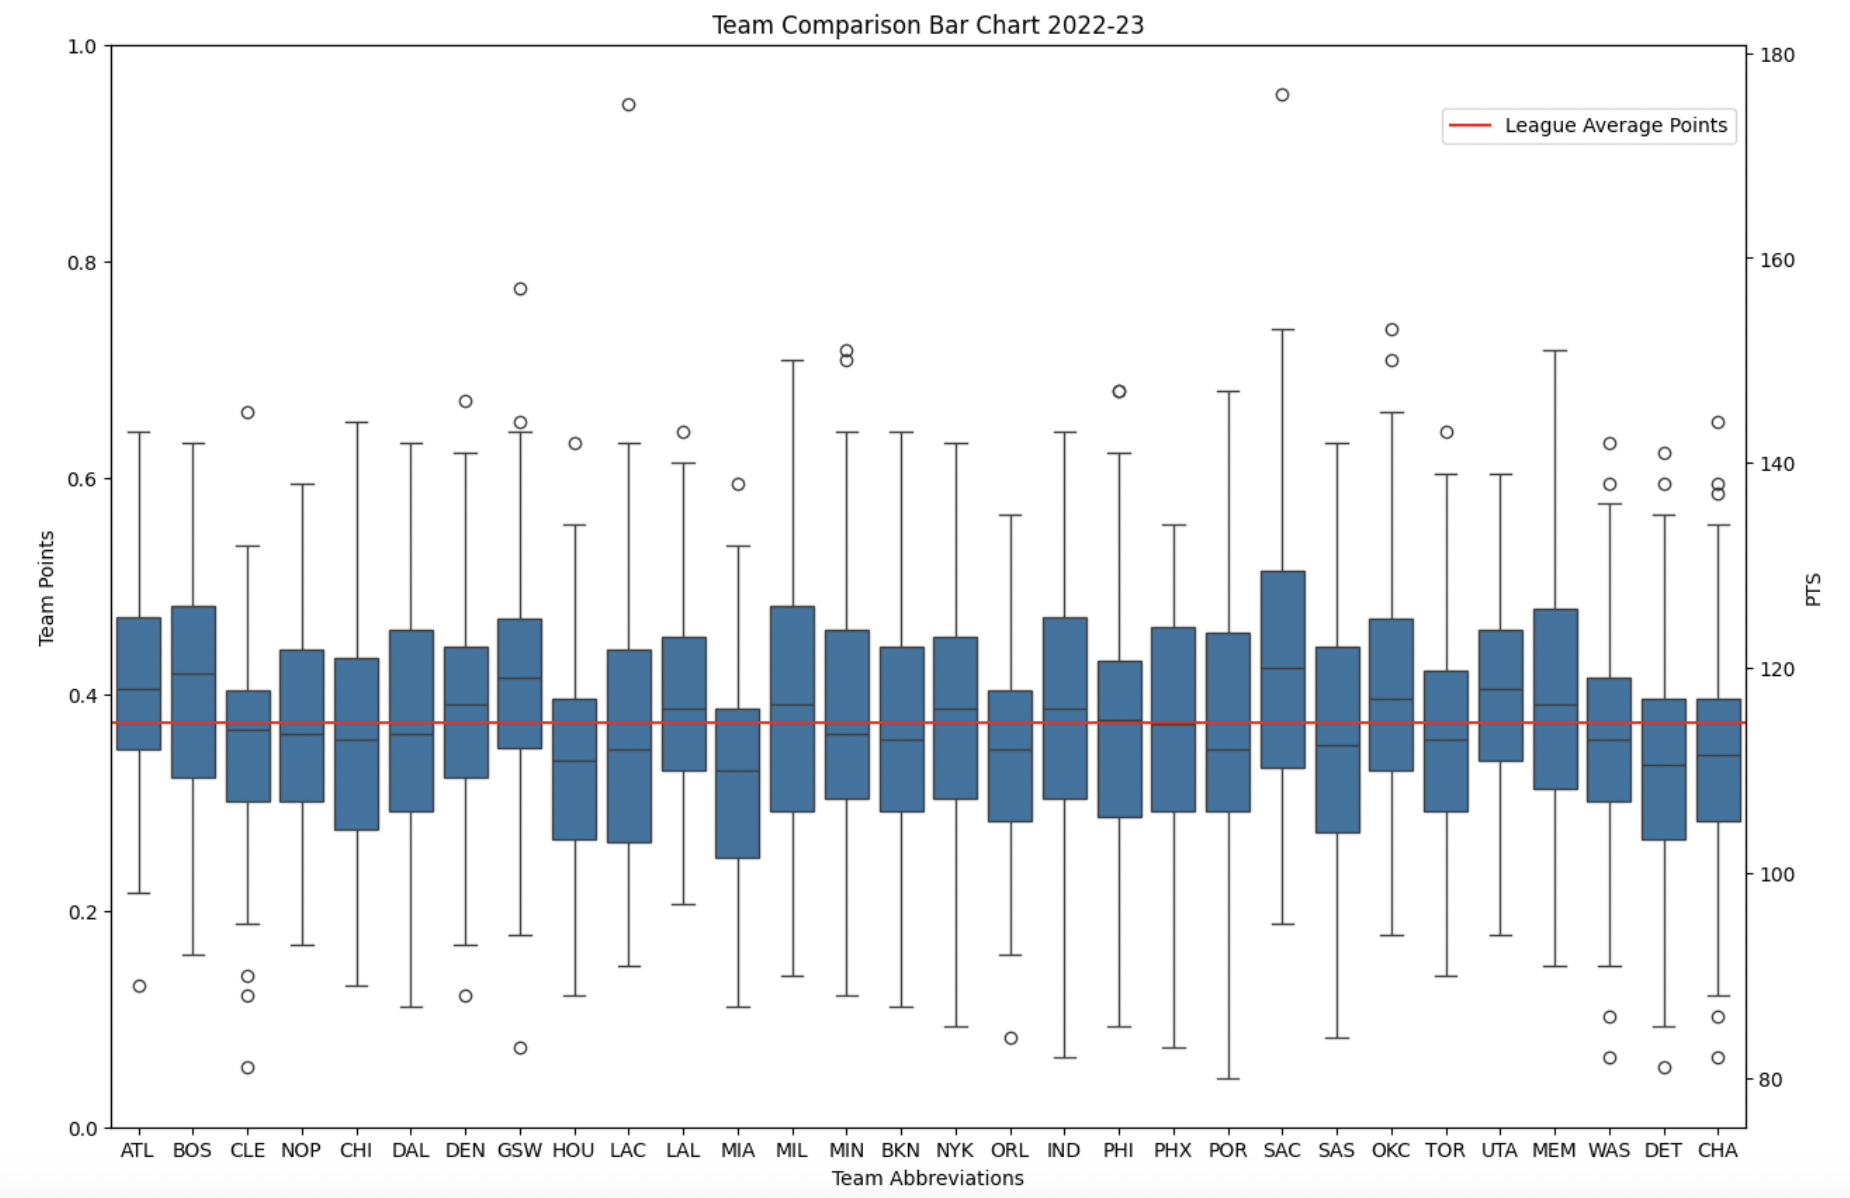 Team Comparison Bar Chart 2022-23
League Average Points
Team Points
1.0
0.8
0.6
0.4
0.2
0.0
180
160
140
120
100
80
PTS
ATL BOS CLE NOP CHI DAL DEN GSW HOU LAC LAL MIA MIL MIN BKN NYK ORL IND PHI PHX POR SAC SAS OKC TOR UTA MEM WAS DET CHA
Team Abbreviations